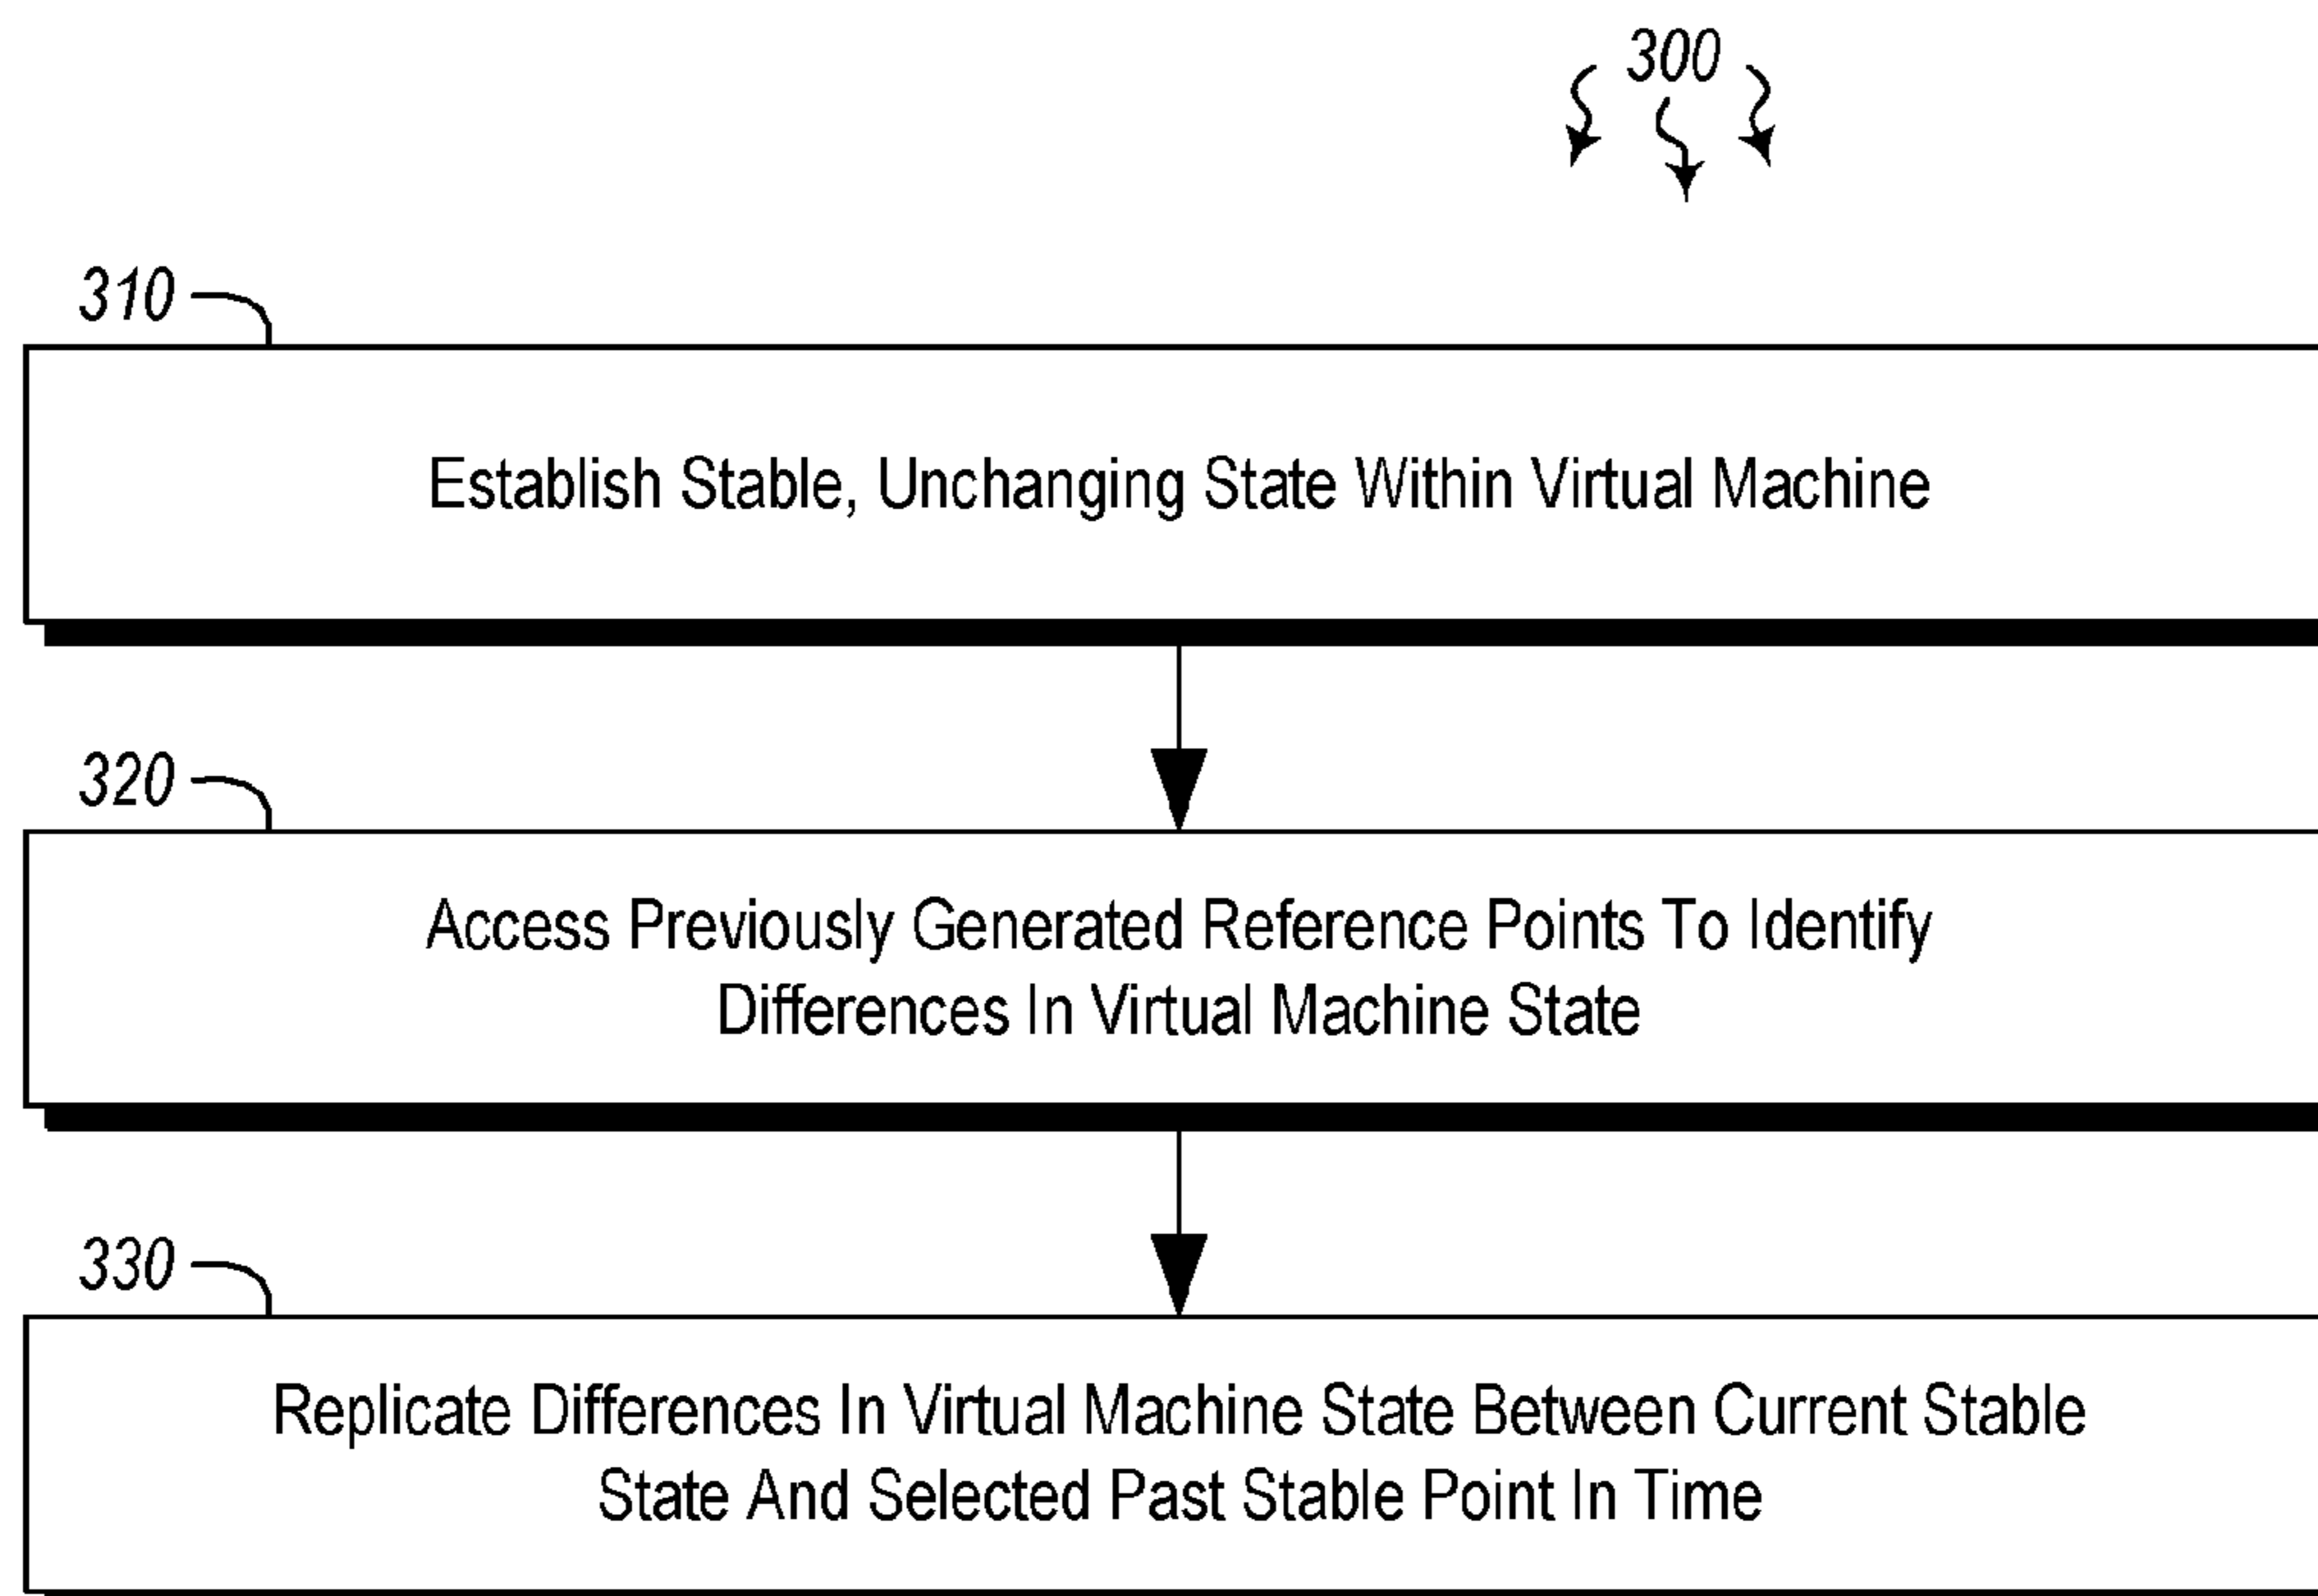 300
310
Establish Stable, Unchanging State Within Virtual Machine
320
Access Previously Generated Reference Points To Identify
Differences In Virtual Machine State
330
Replicate Differences In Virtual Machine State Between Current Stable
State And Selected Past Stable Point In Time